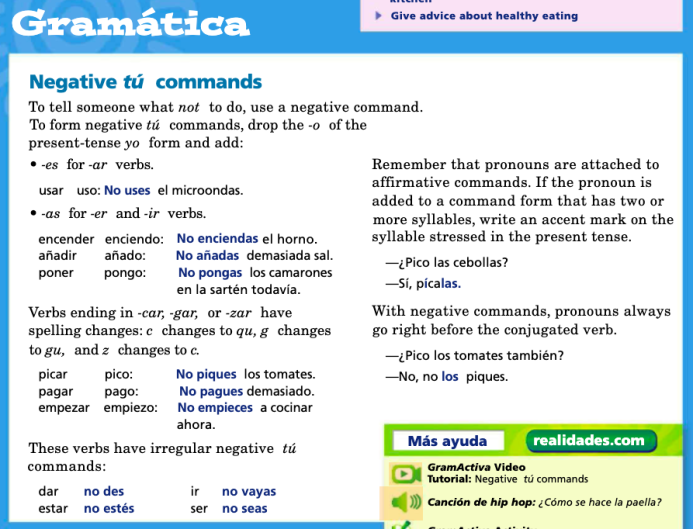 Gramática
kitchen
Give advice about healthy eating
Negative tú commands
To tell someone what not to do, use a negative command.
To form negative tú commands, drop the -o of the
present-tense yo form and add:
• -es for -ar verbs.
usar uso: No uses el microondas.
• -as for -er and -ir verbs.
encender enciendo: No enciendas el horno.
añadir añado: No añadas demasiada sal.
poner pongo: No pongas los camarones
en la sartén todavía.
Verbs ending in -car, -gar, or -zar have
spelling changes: c changes to qu, g changes
to gu, and z changes to c.
picar pico: No piques los tomates.
pagar pago: No pagues demasiado.
empezar empiezo: No empieces a cocinar
ahora.
These verbs have irregular negative tú
commands:
dar no des ir no vayas
estar no estés ser no seas
Remember that pronouns are attached to
affirmative commands. If the pronoun is
added to a command form that has two or
more syllables, write an accent mark on the
syllable stressed in the present tense.
—¿Pico las cebollas?
—Sí, pícalas.
With negative commands, pronouns always
go right before the conjugated verb.
—¿Pico los tomates también?
—No, no los piques.
Más ayuda realidades.com
GramActiva Video
Tutorial: Negative tú commands
Canción de hip hop: ¿Cómo se hace la paella?